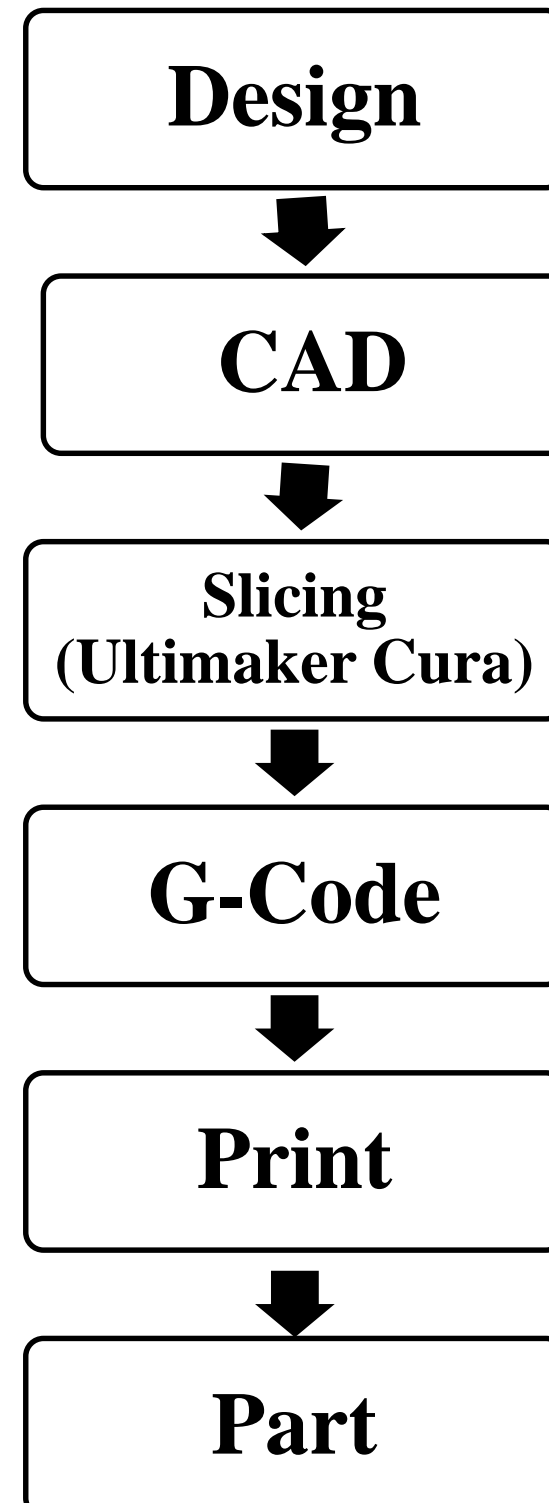 Design
CAD
Slicing
(Ultimaker Cura)
G-Code
Print
Part